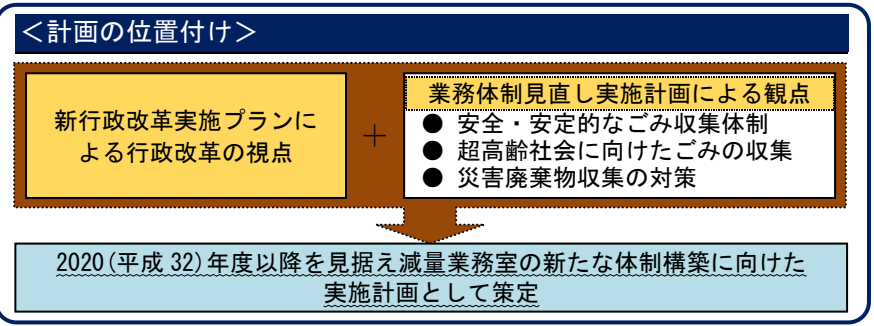 ＜計画の位置付け＞
新行政改革実施プランに
よる行政改革の視点
＋
業務体制見直し実施計画による観点
● 安全・安定的なごみ収集体制
● 超高齢社会に向けたごみの収集
● 災害廃棄物収集の対策
2020(平成 32)年度以降を見据え減量業務室の新たな体制構築に向けた
実施計画として策定